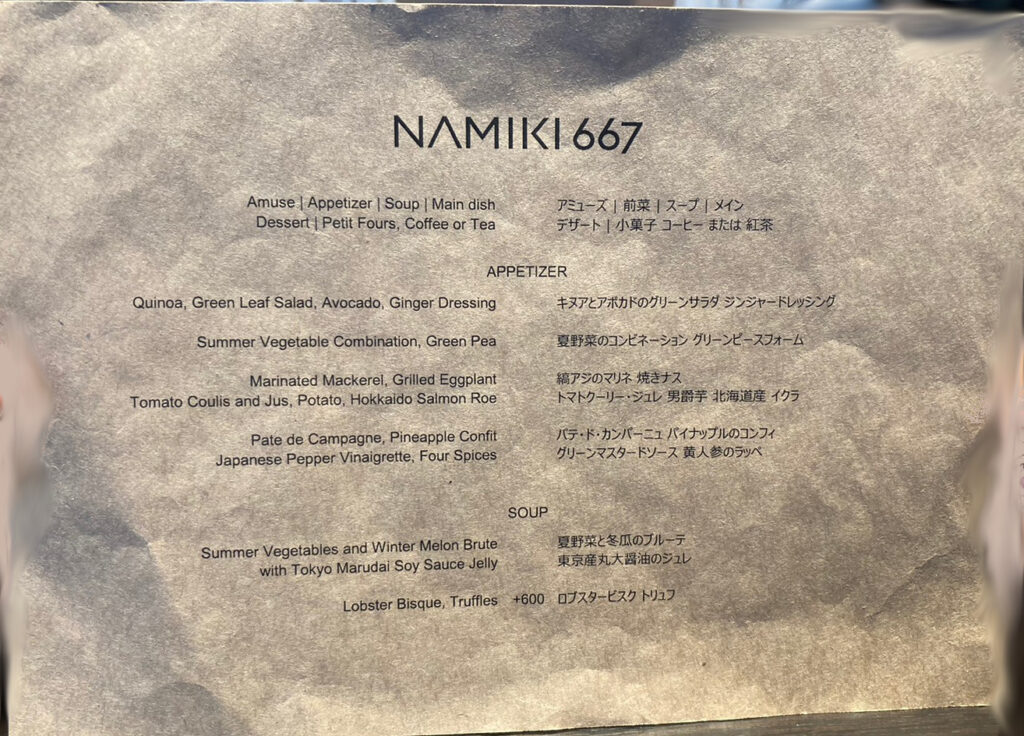 NAMIKI 667
Amuse | Appetizer | Soup | Main dish アミューズ | 前菜 | スープ | メイン
Dessert | Petit Fours, Coffee or Tea デザート | 小菓子 コーヒー または 紅茶
APPETIZER
Quinoa, Green Leaf Salad, Avocado, Ginger Dressing キヌアとアボカドのグリーンサラダ ジンジャードレッシング
Summer Vegetable Combination, Green Pea 夏野菜のコンビネーション グリーンピースフォーム
Marinated Mackerel, Grilled Eggplant 縞アジのマリネ 焼きナス
Tomato Coulis and Jus, Potato, Hokkaido Salmon Roe トマトクーリー・ジュレ 男爵芋 北海道産 イクラ
Pate de Campagne, Pineapple Confit パテ・ド・カンパーニュ パイナップルのコンフィ
Japanese Pepper Vinaigrette, Four Spices グリーンマスタードソース 黄人参のラッペ
SOUP
Summer Vegetables and Winter Melon Brute 夏野菜と冬瓜のブルーテ
with Tokyo Marudai Soy Sauce Jelly 東京産丸大醤油のジュレ
Lobster Bisque, Truffles +600 ロブスタービスク トリュフ